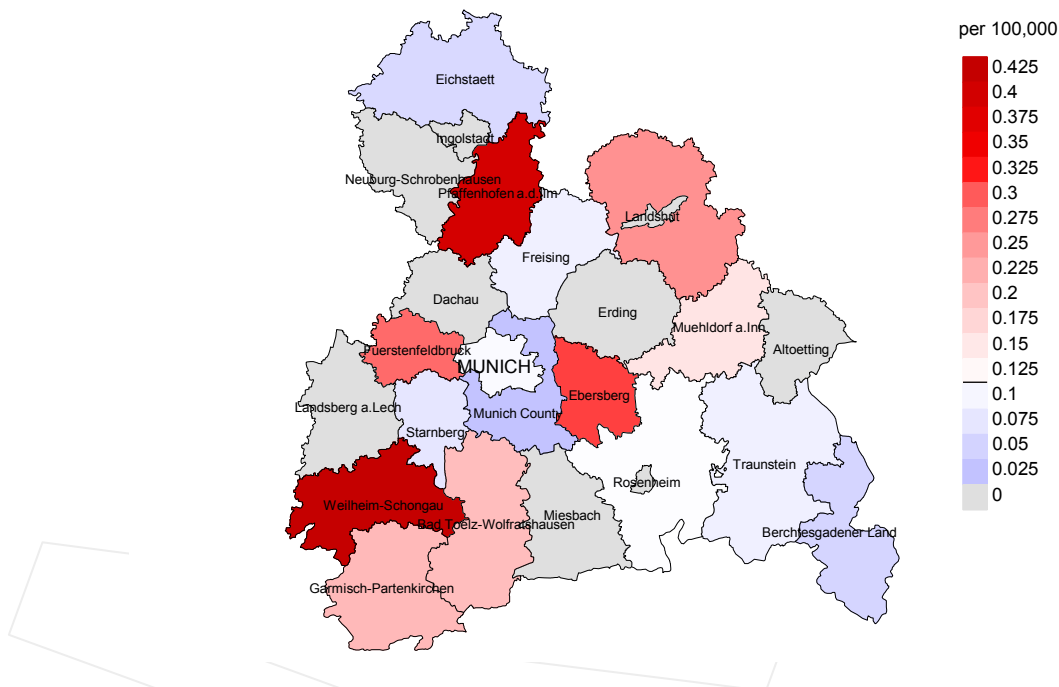 per 100,000
0.425
0.4
0.375
0.35
0.325
0.3
0.275
0.25
0.225
0.2
0.175
0.15
0.125
0.1
0.075
0.05
0.025
0
Eichstaett
Ingolstadt
Neuburg-Schrobenhausen
Pfaffenhofen a.d.Ilm
Landshut
Freising
Dachau
Erding
Muehldorf a.Inn
Altoetting
Fuerstenfeldbruck
MUNICH
Ebersberg
Landsberg a.Lech
Munich County
Starnberg
Traunstein
Rosenheim
Weilheim-Schongau
Miesbach
Bad Toelz-Wolfratshausen
Berchtesgadener Land
Garmisch-Partenkirchen